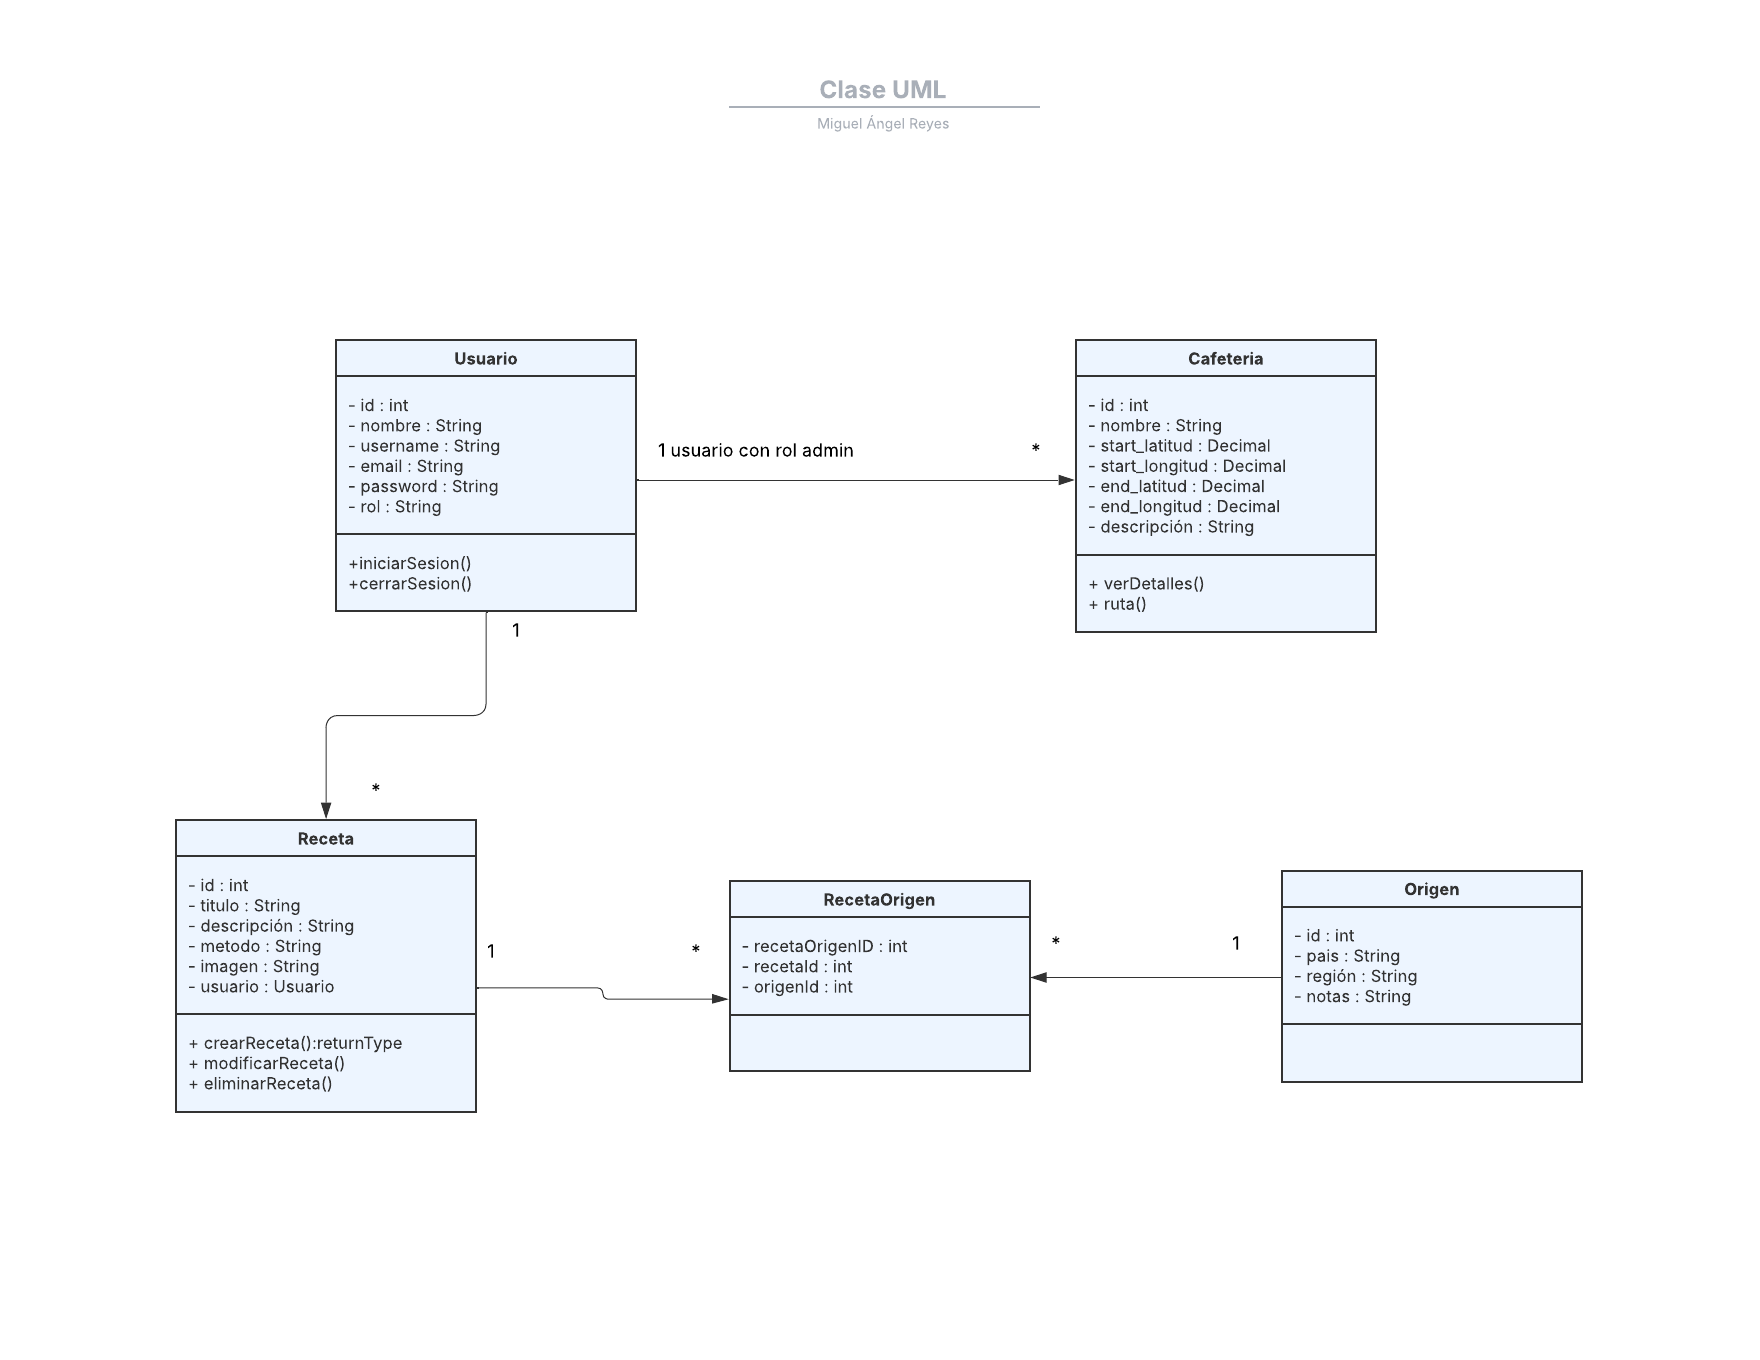 Clase UML
Miguel Ángel Reyes
Usuario
- id : int
- nombre : String
- username : String
- email : String
- password : String
- rol : String
+iniciarSesion()
+cerrarSesion()
1 usuario con rol admin
*
Cafeteria
- id : int
- nombre : String
- start_latitud : Decimal
- start_longitud : Decimal
- end_latitud : Decimal
- end_longitud : Decimal
- descripción : String
+ verDetalles()
+ ruta()
1
*
Receta
- id : int
- titulo : String
- descripción : String
- metodo : String
- imagen : String
- usuario : Usuario
+ crearReceta():returnType
+ modificarReceta()
+ eliminarReceta()
1
*
RecetaOrigen
- recetaOrigenID : int
- recetaId : int
- origenId : int
*
1
Origen
- id : int
- pais : String
- región : String
- notas : String